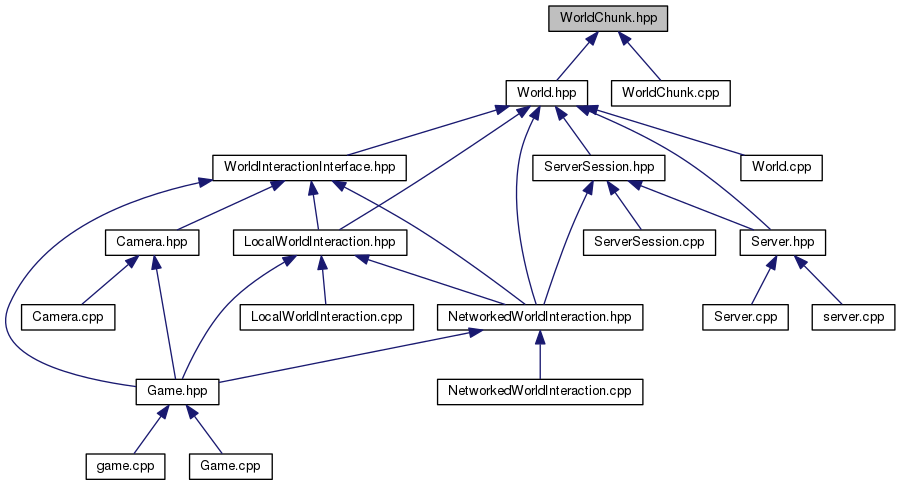 WorldChunk.hpp
World.hpp
WorldChunk.cpp
WorldInteractionInterface.hpp
ServerSession.hpp
World.cpp
Camera.hpp
LocalWorldInteraction.hpp
ServerSession.cpp
Server.hpp
Camera.cpp
LocalWorldInteraction.cpp
NetworkedWorldInteraction.hpp
Server.cpp
server.cpp
Game.hpp
NetworkedWorldInteraction.cpp
game.cpp
Game.cpp